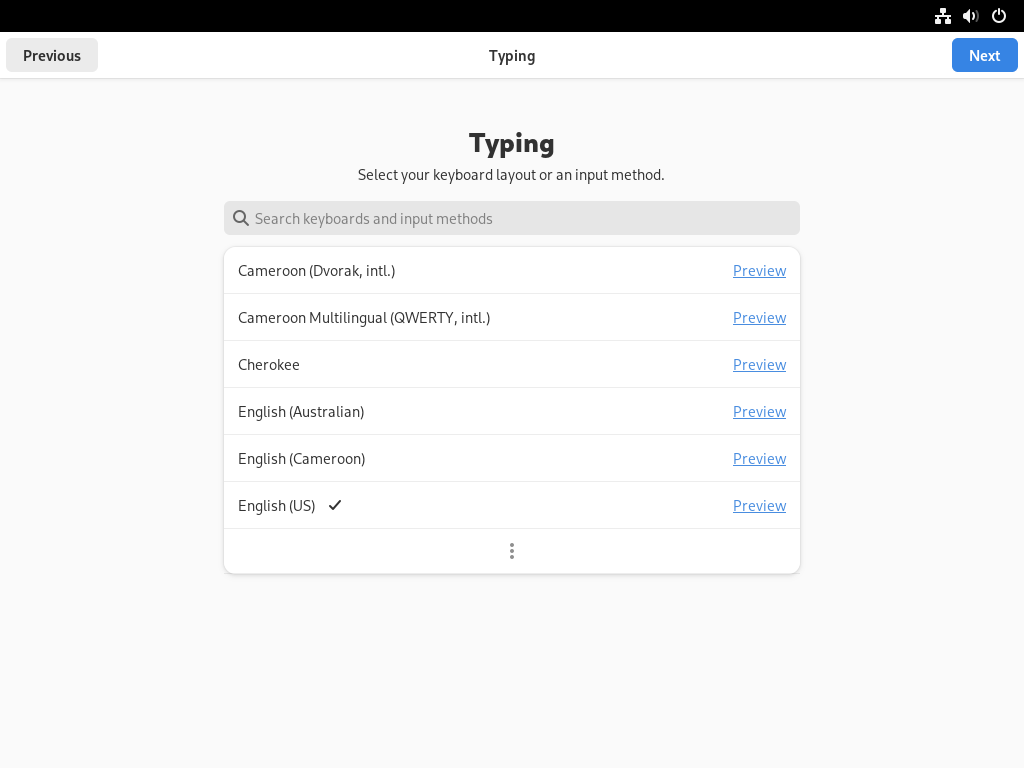 Previous
Typing
Next
Typing
Select your keyboard layout or an input method.
Search keyboards and input methods
Cameroon (Dvorak, intl.) Preview
Cameroon Multilingual (QWERTY, intl.) Preview
Cherokee Preview
English (Australian) Preview
English (Cameroon) Preview
English (US) Preview